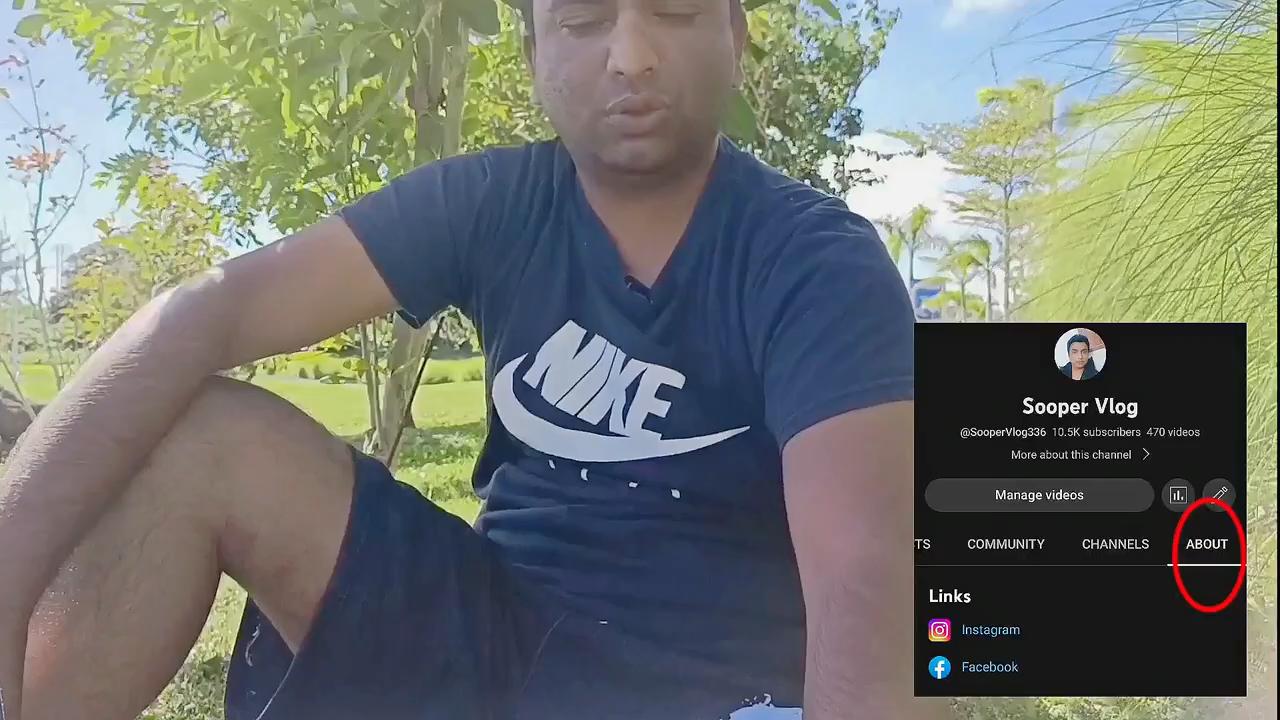 NIKE
Sooper Vlog
@SooperVlog336 10.5K subscribers 470 videos
More about this channel
Manage videos
TS COMMUNITY CHANNELS ABOUT
Links
Instagram
Facebook